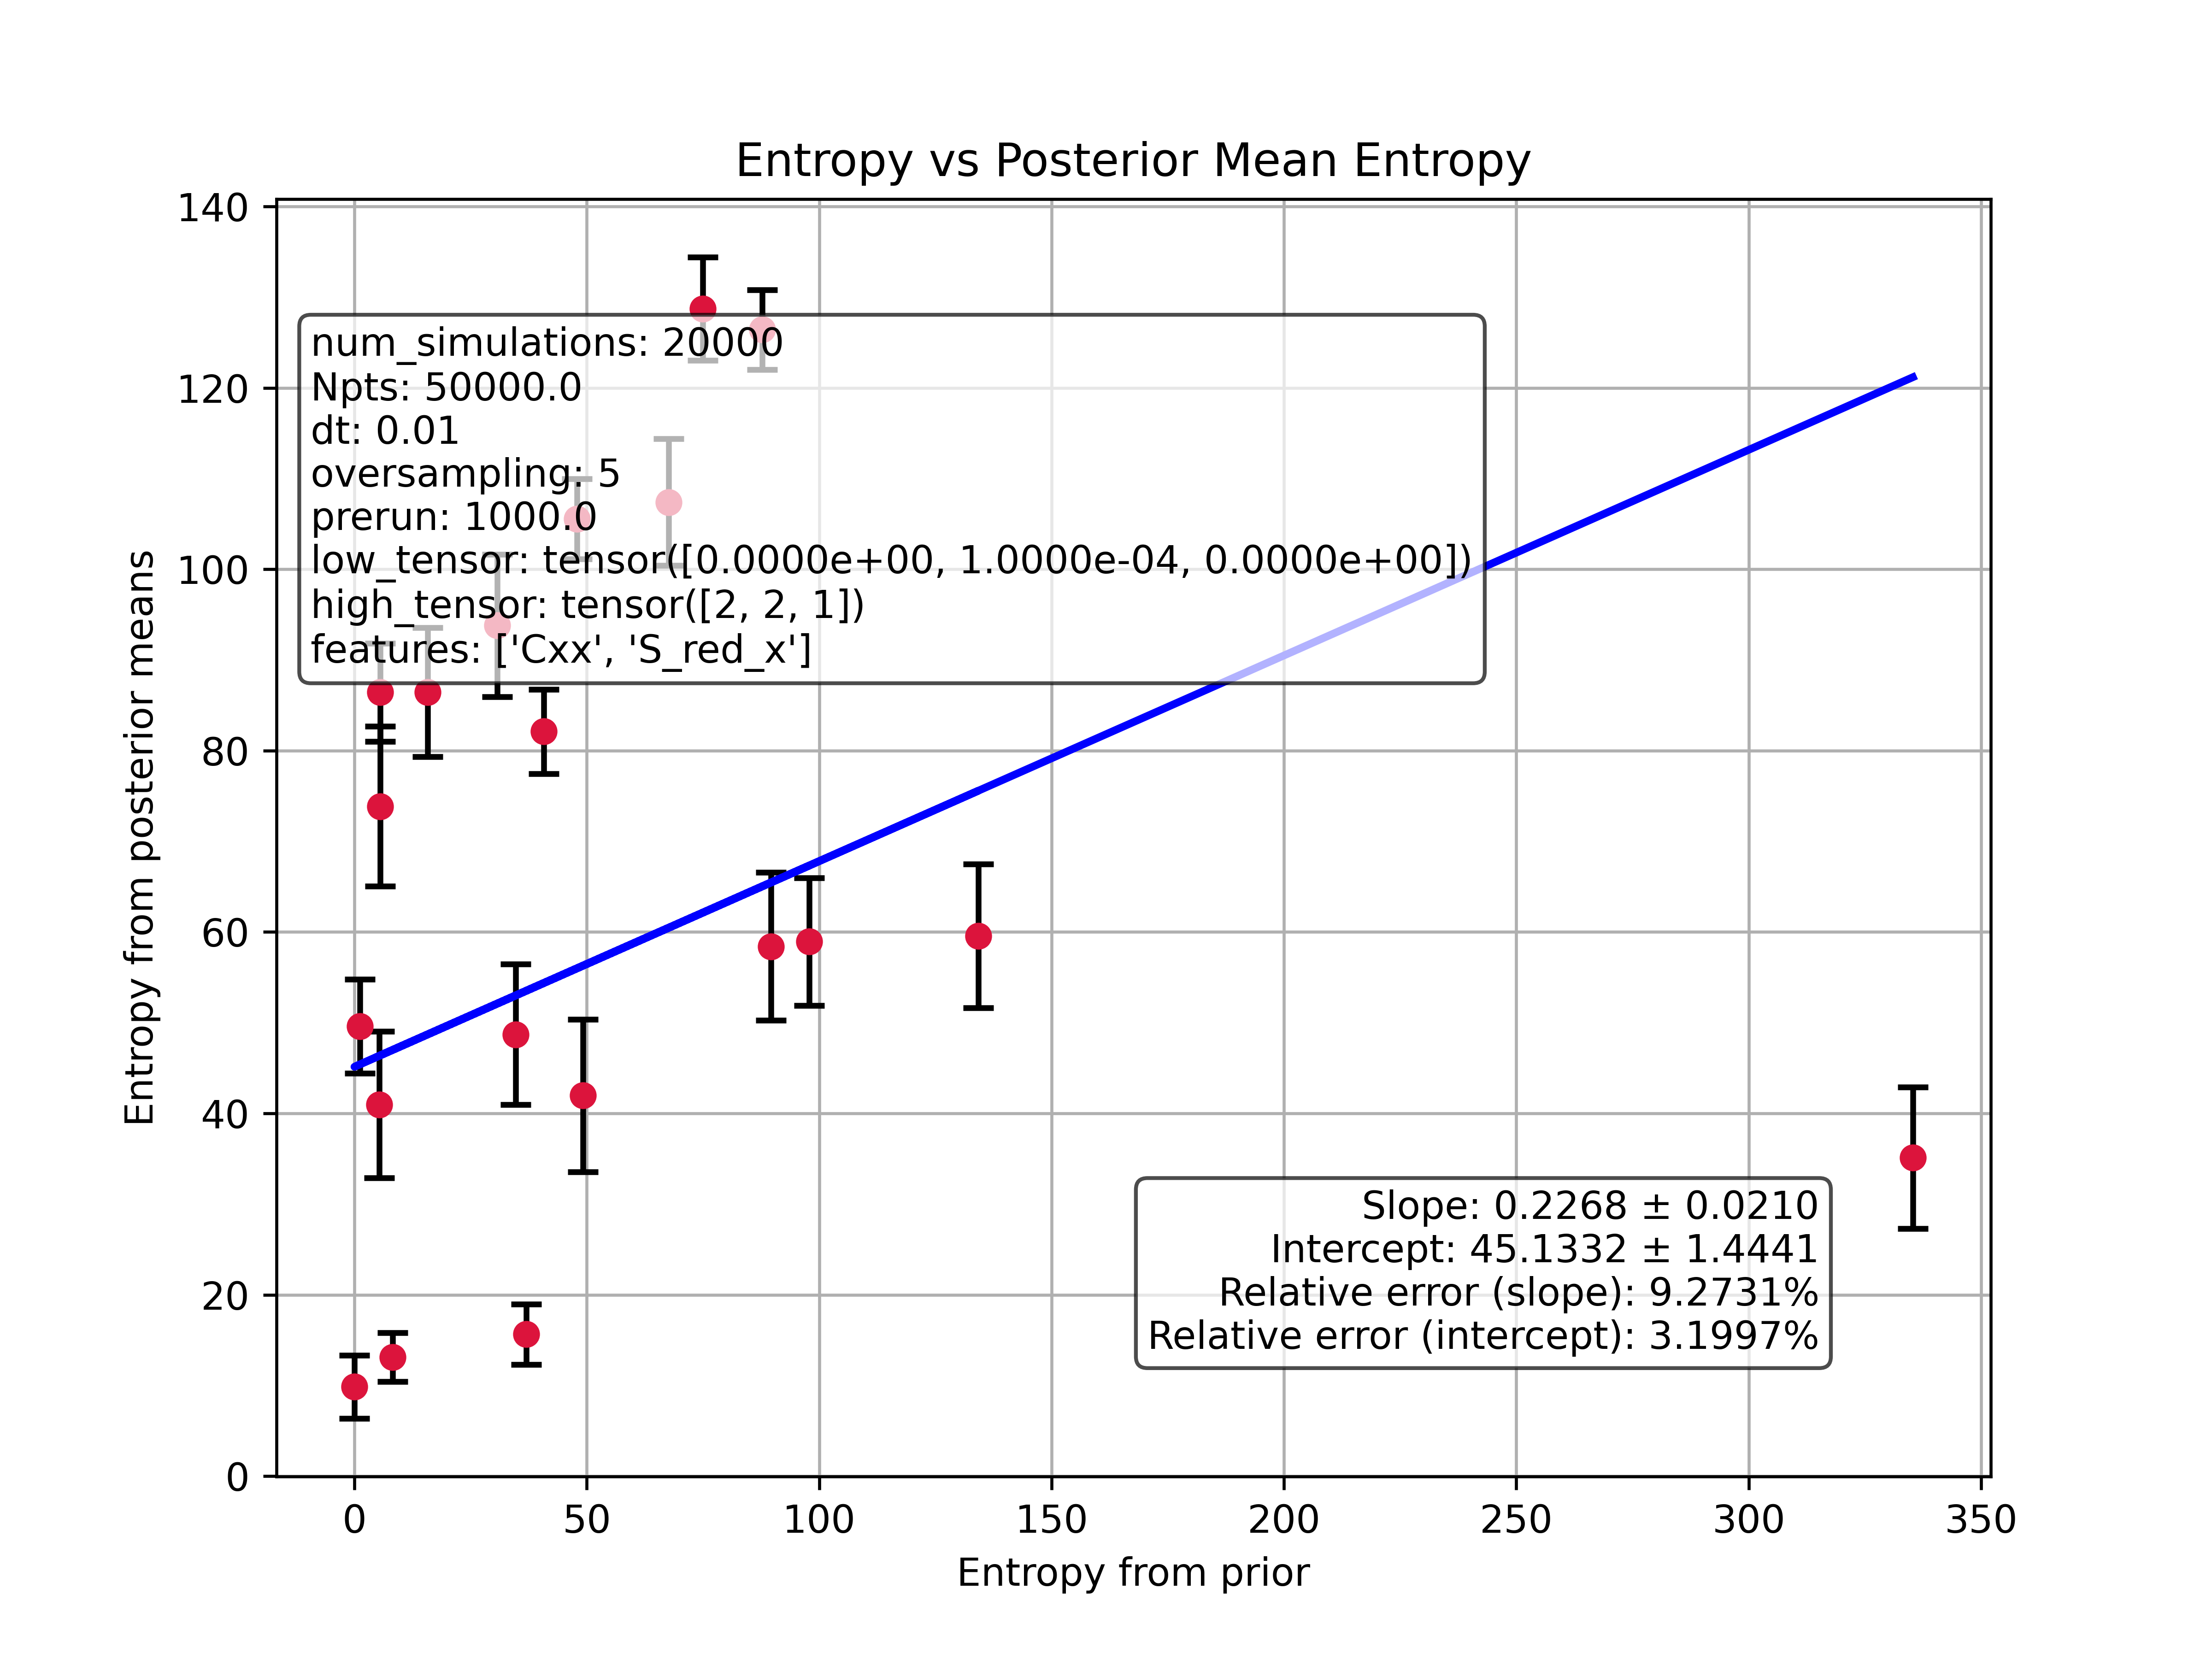 Entropy vs Posterior Mean Entropy
140
120
100
80
60
40
20
0
Entropy from posterior means
num_simulations: 20000
Npts: 50000.0
dt: 0.01
oversampling: 5
prerun: 1000.0
low_tensor: tensor([0.0000e+00, 1.0000e-04, 0.0000e+00])
high_tensor: tensor([2, 2, 1])
features: ['Cxx', 'S_red_x']
Slope: 0.2268 ± 0.0210
Intercept: 45.1332 ± 1.4441
Relative error (slope): 9.2731%
Relative error (intercept): 3.1997%
0 50 100 150 200 250 300 350
Entropy from prior